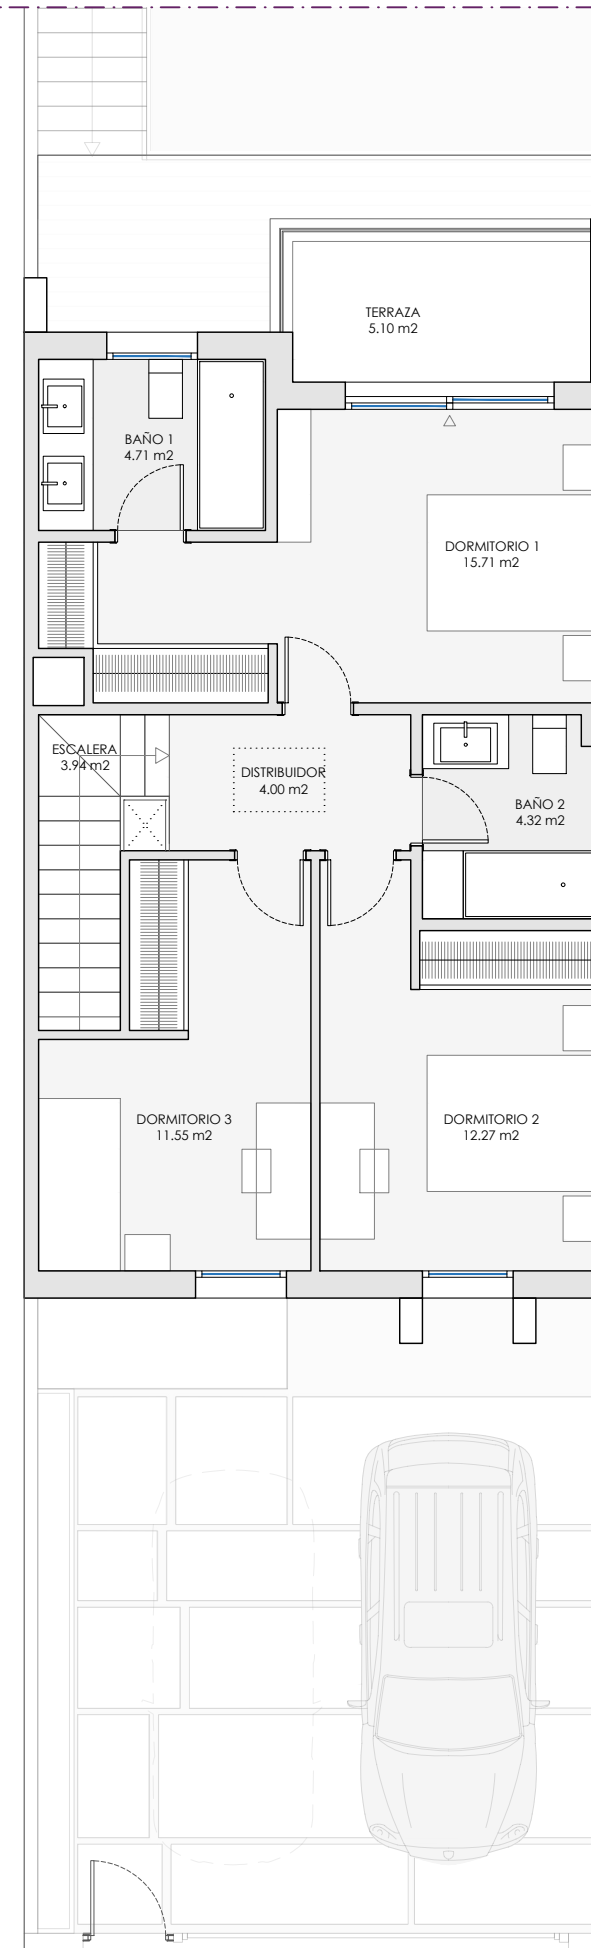 TERRAZA
5.10 m2
BAÑO 1
4.71 m2
DORMITORIO 1
15.71 m2
ESCALERA
3.94 m2
DISTRIBUIDOR
4.00 m2
BAÑO 2
4.32 m2
DORMITORIO 3
11.55 m2
DORMITORIO 2
12.27 m2